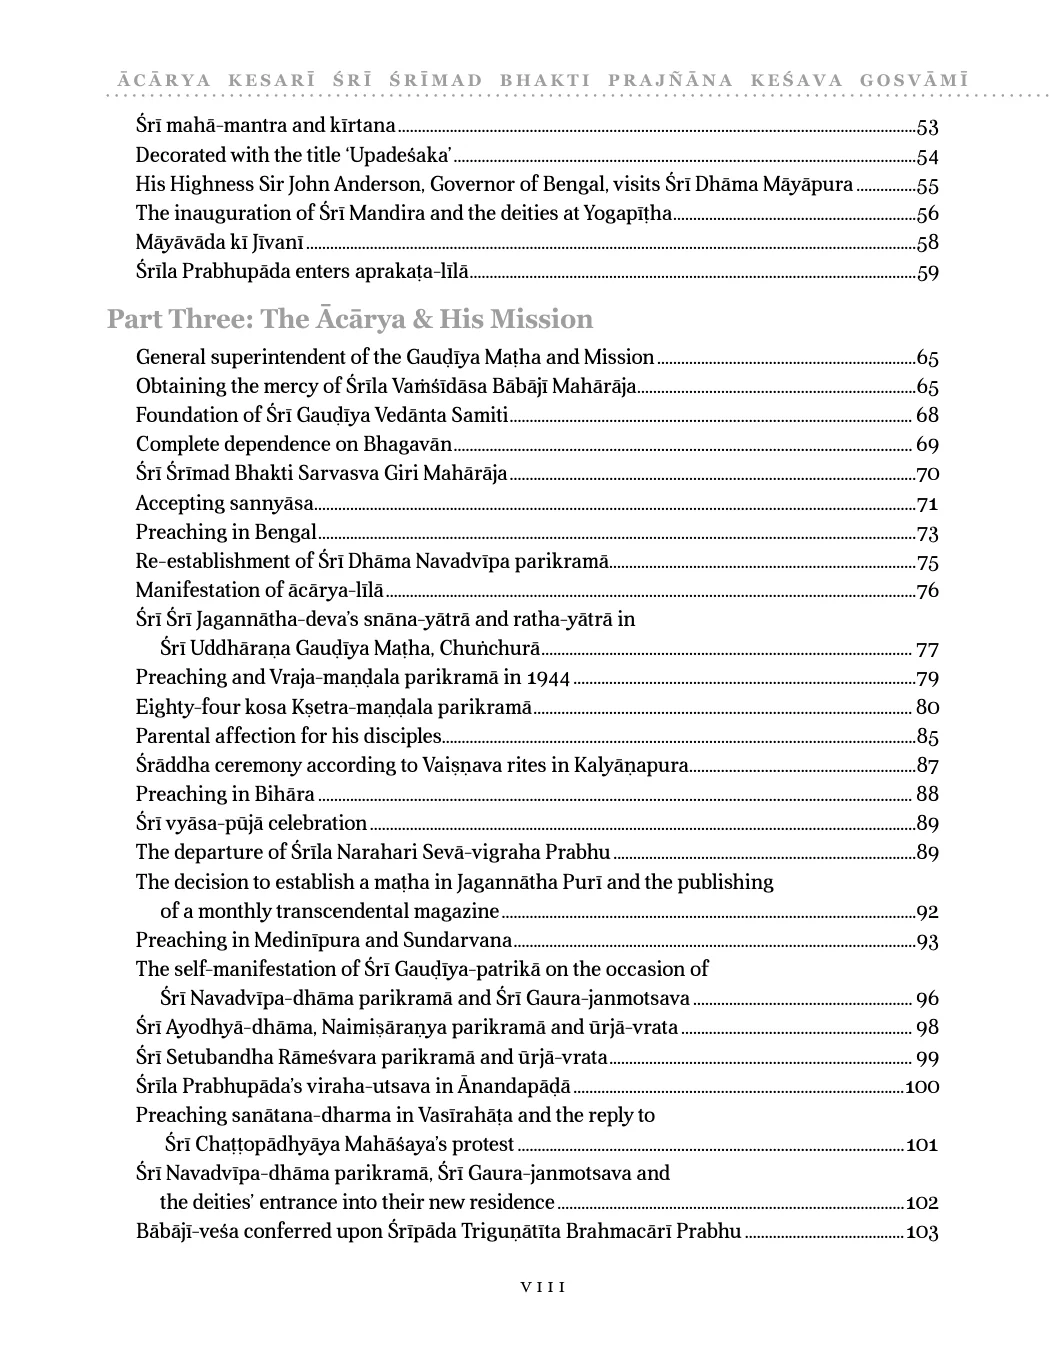 ĀCĀRYA KESARĪ ŚRĪ ŚRĪMAD BHAKTI PRAJÑĀNA KEŚAVA GOSVĀMĪ
Śrī mahā-mantra and kīrtana....................53
Decorated with the title ‘Upadeśaka’....................54
His Highness Sir John Anderson, Governor of Bengal, visits Śrī Dhāma Māyāpura....................55
The inauguration of Śrī Mandira and the deities at Yogapīṭha....................56
Māyāvāda kī Jīvanī....................58
Śrīla Prabhupāda enters aprakaṭa-līlā....................59
Part Three: The Ācārya & His Mission
General superintendent of the Gauḍīya Maṭha and Mission....................65
Obtaining the mercy of Śrīla Vaṁśīdāsa Bābājī Mahārāja....................65
Foundation of Śrī Gauḍīya Vedānta Samiti....................68
Complete dependence on Bhagavān....................69
Śrī Śrīmad Bhakti Sarvasva Giri Mahārāja....................70
Accepting sannyāsa....................71
Preaching in Bengal....................73
Re-establishment of Śrī Dhāma Navadvīpa parikramā....................75
Manifestation of ācārya-līlā....................76
Śrī Śrī Jagannātha-deva’s snāna-yātrā and ratha-yātrā in
Śrī Uddhāraṇa Gauḍīya Maṭha, Chuṅchurā....................77
Preaching and Vraja-maṇḍala parikramā in 1944....................79
Eighty-four kosa Kṣetra-maṇḍala parikramā....................80
Parental affection for his disciples....................85
Śrāddha ceremony according to Vaiṣṇava rites in Kalyāṇapura....................87
Preaching in Bihāra....................88
Śrī vyāsa-pūjā celebration....................89
The departure of Śrīla Narahari Sevā-vigraha Prabhu....................89
The decision to establish a maṭha in Jagannātha Purī and the publishing
of a monthly transcendental magazine....................92
Preaching in Medinīpura and Sundarvana....................93
The self-manifestation of Śrī Gauḍīya-patrikā on the occasion of
Śrī Navadvīpa-dhāma parikramā and Śrī Gaura-janmotsava....................96
Śrī Ayodhyā-dhāma, Naimiṣāraṇya parikramā and ūrjā-vrata....................98
Śrī Setubandha Rāmeśvara parikramā and ūrjā-vrata....................99
Śrīla Prabhupāda’s viraha-utsava in Ānandapāḍā....................100
Preaching sanātana-dharma in Vasīrahāṭa and the reply to
Śrī Chaṭṭopādhyāya Mahāśaya’s protest....................101
Śrī Navadvīpa-dhāma parikramā, Śrī Gaura-janmotsava and
the deities’ entrance into their new residence....................102
Bābājī-veśa conferred upon Śrīpāda Triguṇātīta Brahmacārī Prabhu....................103
VIII